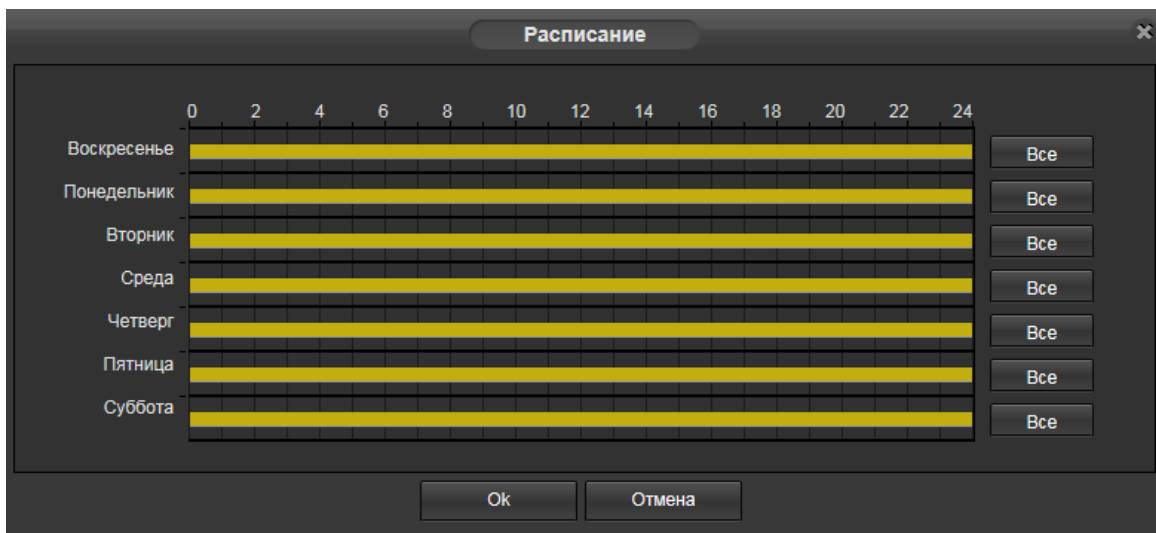 Расписание
0 2 4 6 8 10 12 14 16 18 20 22 24
Воскресенье Все
Понедельник Все
Вторник Все
Среда Все
Четверг Все
Пятница Все
Суббота Все
Ok Отмена